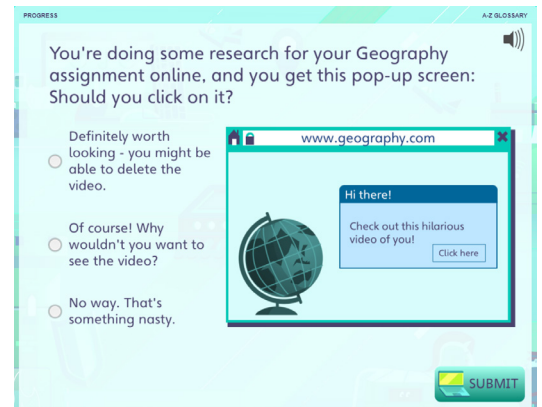 PROGRESS
A-Z GLOSSARY
You're doing some research for your Geography
assignment online, and you get this pop-up screen:
Should you click on it?
Definitely worth
looking - you might be
able to delete the
video.
Of course! Why
wouldn't you want to
see the video?
No way. That's
something nasty.
www.geography.com
Hi there!
Check out this hilarious
video of you!
Click here
SUBMIT